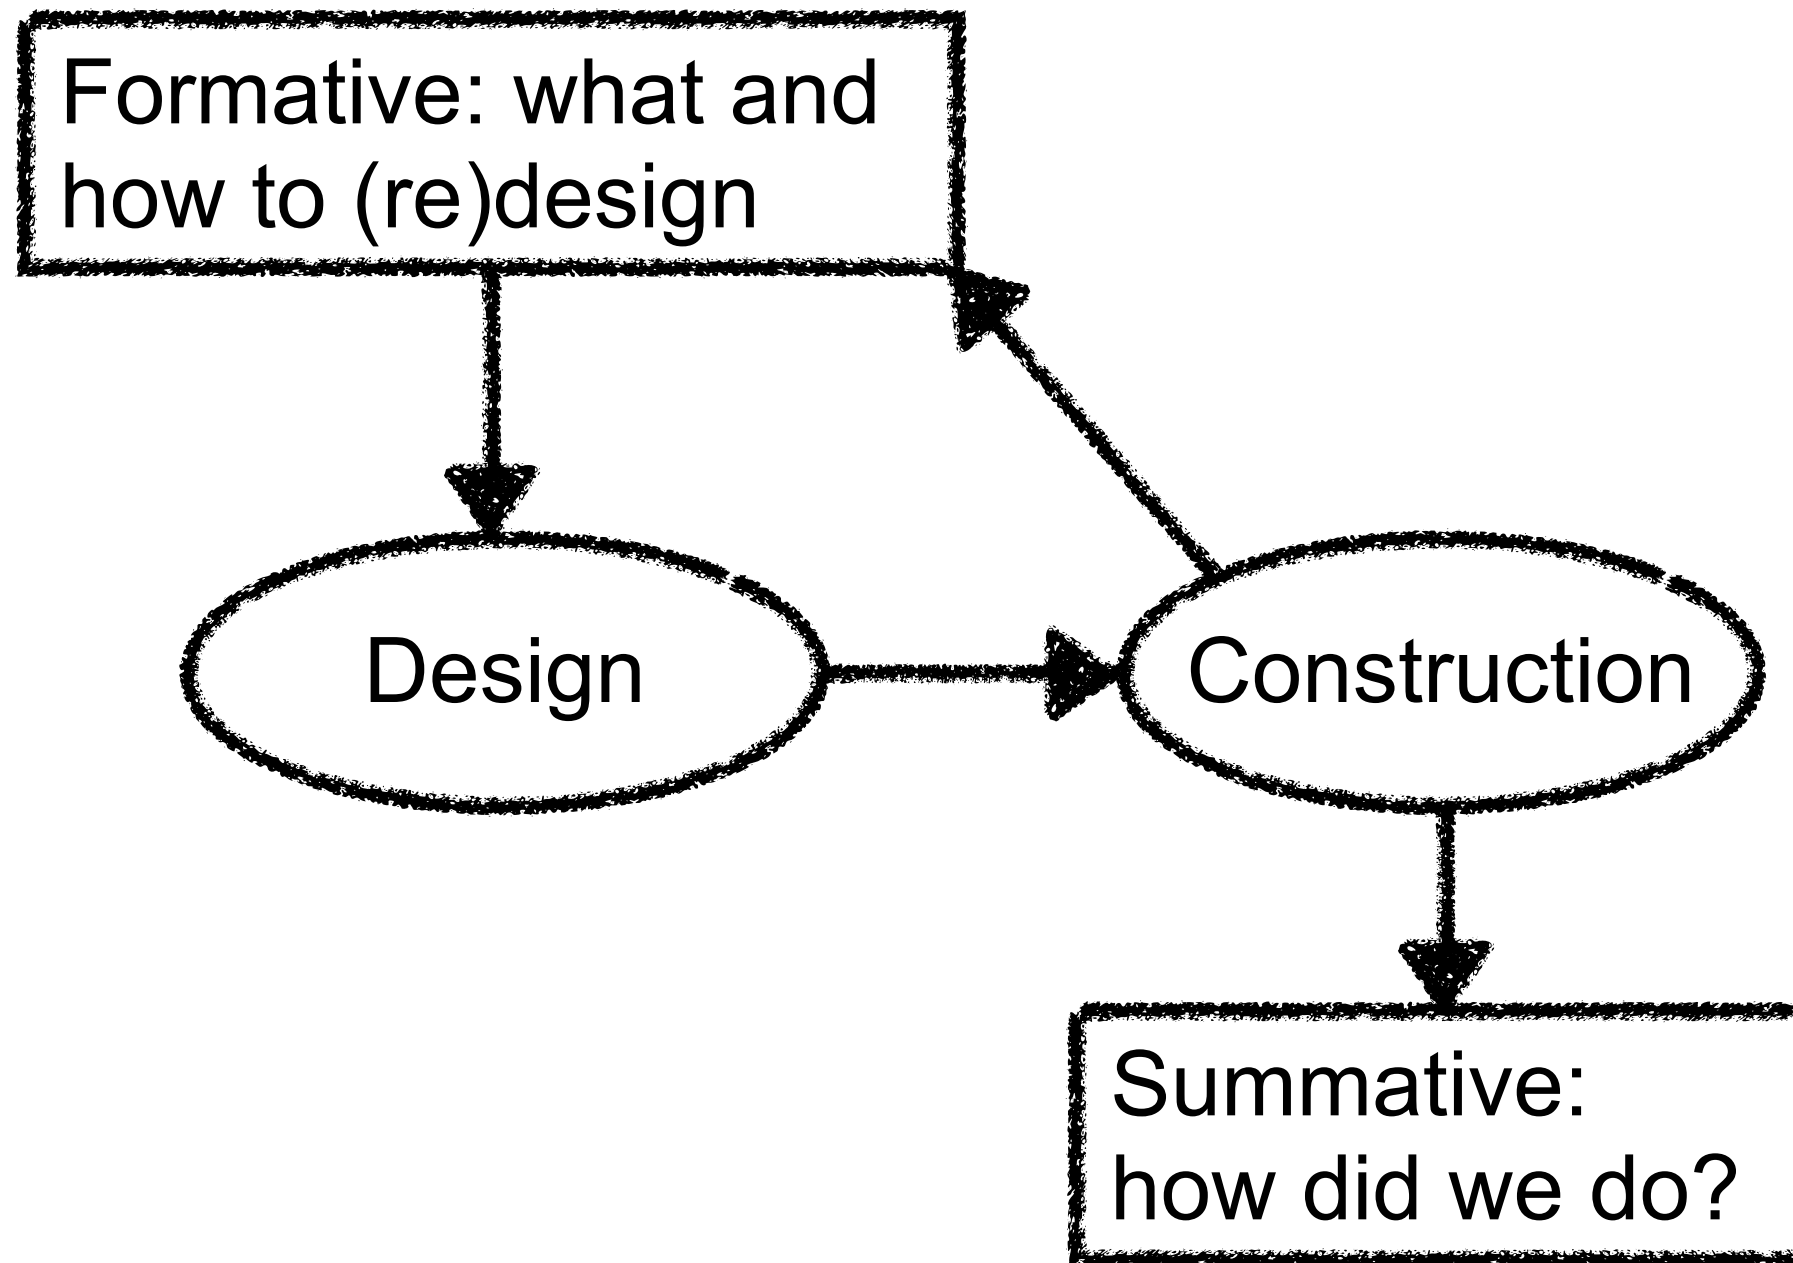 Formative: what and
how to (re)design
Design
Construction
Summative:
how did we do?